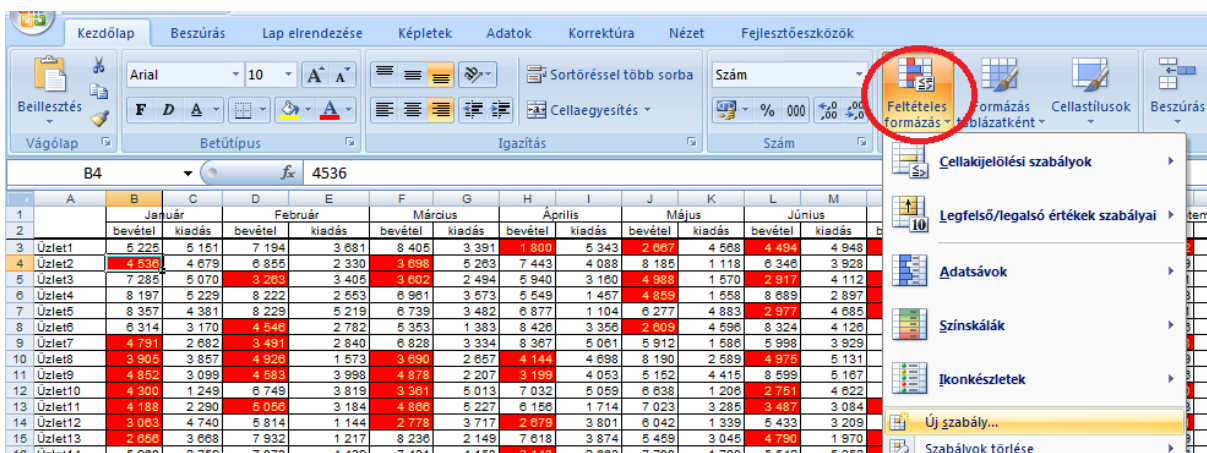 Kezdőlap Beszúrás Lap elrendezése Képletek Adatok Korrektúra Nézet Fejlesztőeszközök
Beillesztés
Vágólap
Arial 10
F D A
Betűtípus
Sortöréssel több sorba
Cellaegyesítés
Igazítás
Szám
% 000
Szám
Feltételes formázás
Formázás táblázatként
Cellastílusok
Beszúrás
B4 fx 4536
A B C D E F G H I J K L M
1 Január Február Március Április Május Június
2 bevétel kiadás bevétel kiadás bevétel kiadás bevétel kiadás bevétel kiadás bevétel kiadás
3 Üzlet1 5 225 5 151 7 194 3 681 8 405 3 391 1 800 5 343 2 667 4 568 4 494 4 948
4 Üzlet2 4 536 4 679 6 855 2 330 3 698 5 263 7 443 4 088 8 185 1 118 6 346 3 928
5 Üzlet3 7 285 5 070 3 263 3 405 3 602 2 494 5 940 3 160 4 988 1 570 2 917 4 112
6 Üzlet4 8 197 5 229 8 222 2 553 6 961 3 573 5 549 1 457 4 859 1 558 8 689 2 897
7 Üzlet5 8 357 4 381 8 229 5 219 6 739 3 482 6 877 1 104 6 277 4 883 2 977 4 685
8 Üzlet6 6 314 3 170 4 546 2 782 5 353 1 383 8 426 3 356 2 609 4 596 8 324 4 126
9 Üzlet7 4 791 2 682 3 491 2 840 6 828 3 334 8 367 5 061 5 912 1 586 5 998 3 929
10 Üzlet8 3 905 3 857 4 926 1 573 3 690 2 657 4 144 4 698 8 190 2 589 4 975 5 131
11 Üzlet9 4 852 3 099 4 583 3 998 4 878 2 207 3 199 4 053 5 152 4 415 8 599 5 167
12 Üzlet10 4 300 1 249 6 749 3 819 3 361 5 013 7 032 5 059 6 638 1 206 2 751 4 622
13 Üzlet11 4 188 2 290 5 056 3 184 4 866 5 227 6 156 1 714 7 023 3 285 3 487 3 084
14 Üzlet12 3 063 4 740 5 814 1 144 2 778 3 717 2 679 3 801 6 042 1 339 5 433 3 209
15 Üzlet13 2 656 3 668 7 932 1 217 8 236 2 149 7 618 3 874 5 459 3 045 4 790 1 970
Cellakijelölési szabályok
Legfelső/legalsó értékek szabályai
Adatsávok
Színskálák
Ikonkészletek
Új szabály...
Szabályok törlése